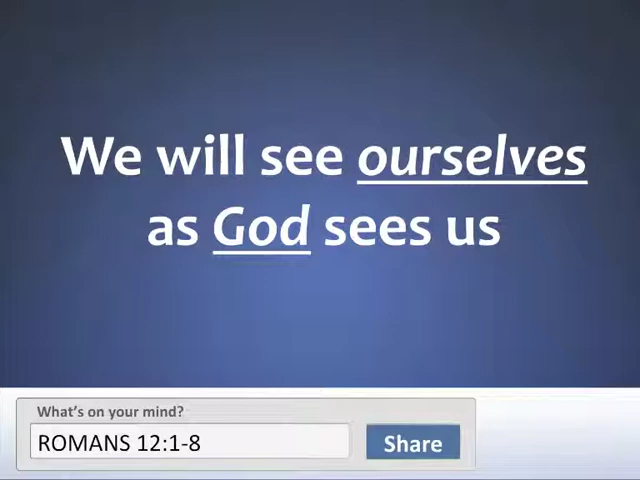 We will see ourselves
as God sees us
What's on your mind?
ROMANS 12:1-8
Share